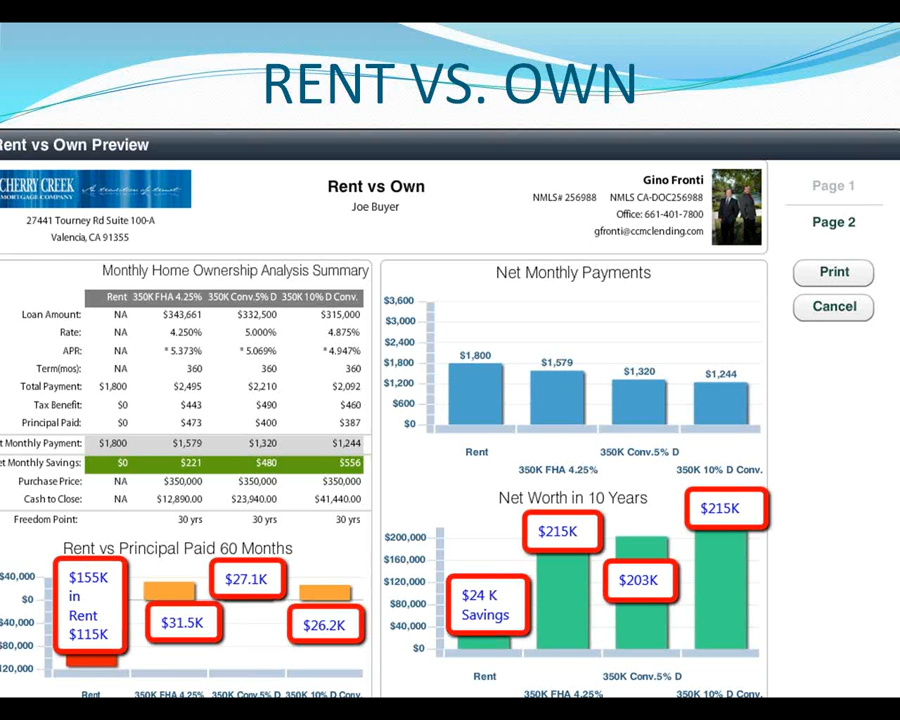 RENT VS. OWN
Rent vs Own Preview
CHERRY CREEK
MORTGAGE COMPANY
A tradition of trust
27441 Tourney Rd Suite 100-A
Valencia, CA 91355
Rent vs Own
Joe Buyer
Gino Fronti
NMLS# 256988 NMLS CA-DOC256988
Office: 661-401-7800
gfronti@ccmclending.com
Page 1
Page 2
Print
Cancel
Monthly Home Ownership Analysis Summary
Rent 350K FHA 4.25% 350K Conv.5% D 350K 10% D Conv.
Loan Amount: NA $343,661 $332,500 $315,000
Rate: NA 4.250% 5.000% 4.875%
APR: NA * 5.373% * 5.069% * 4.947%
Term(mos): NA 360 360 360
Total Payment: $1,800 $2,495 $2,210 $2,092
Tax Benefit: $0 $443 $490 $460
Principal Paid: $0 $473 $400 $387
t Monthly Payment: $1,800 $1,579 $1,320 $1,244
et Monthly Savings: $0 $221 $480 $556
Purchase Price: NA $350,000 $350,000 $350,000
Cash to Close: NA $12,890.00 $23,940.00 $41,440.00
Freedom Point: 30 yrs 30 yrs 30 yrs
Net Monthly Payments
$3,600
$3,000
$2,400
$1,800
$1,200
$600
$0
$1,800
$1,579
$1,320
$1,244
Rent
350K FHA 4.25%
350K Conv.5% D
350K 10% D Conv.
Rent vs Principal Paid 60 Months
$40,000
$0
40,000
80,000
120,000
$155K
in
Rent
$115K
$31.5K
$27.1K
$26.2K
Rent 350K FHA 4.25% 350K Conv.5% D 350K 10% D Conv.
Net Worth in 10 Years
$200,000
$160,000
$120,000
$80,000
$40,000
$0
$24 K
Savings
$215K
$203K
$215K
Rent
350K FHA 4.25%
350K Conv.5% D
350K 10% D Conv.